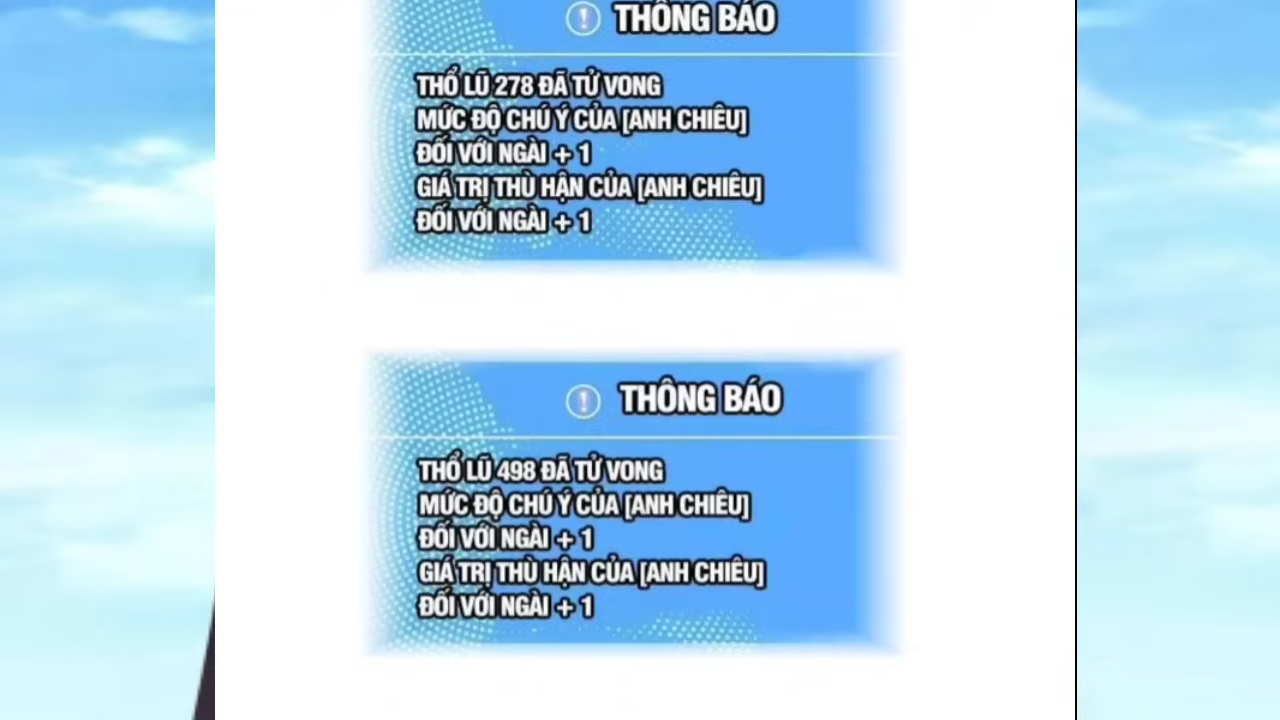 THÔNG BÁO
THỔ LŨ 278 ĐÃ TỬ VONG
MỨC ĐỘ CHÚ Ý CỦA [ANH CHIÊU]
ĐỐI VỚI NGÀI + 1
GIÁ TRỊ THÙ HẬN CỦA [ANH CHIÊU]
ĐỐI VỚI NGÀI + 1
THÔNG BÁO
THỔ LŨ 498 ĐÃ TỬ VONG
MỨC ĐỘ CHÚ Ý CỦA [ANH CHIÊU]
ĐỐI VỚI NGÀI + 1
GIÁ TRỊ THÙ HẬN CỦA [ANH CHIÊU]
ĐỐI VỚI NGÀI + 1